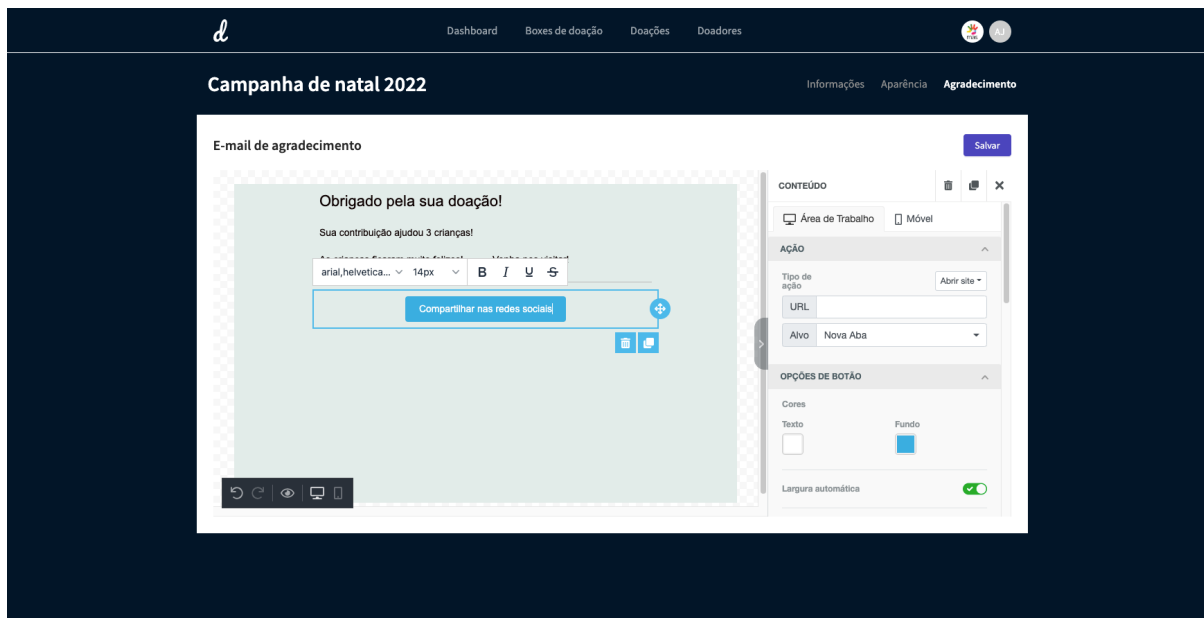 d
Dashboard Boxes de doação Doações Doadores
mas AJ
Campanha de natal 2022
Informações Aparência Agradecimento
E-mail de agradecimento
Salvar
Obrigado pela sua doação!
Sua contribuição ajudou 3 crianças!
arial,helvetica... 14px B I U S
Compartilhar nas redes sociais
CONTEÚDO
Área de Trabalho Móvel
AÇÃO
Tipo de
ação
Abrir site
URL
Alvo Nova Aba
OPÇÕES DE BOTÃO
Cores
Texto Fundo
Largura automática